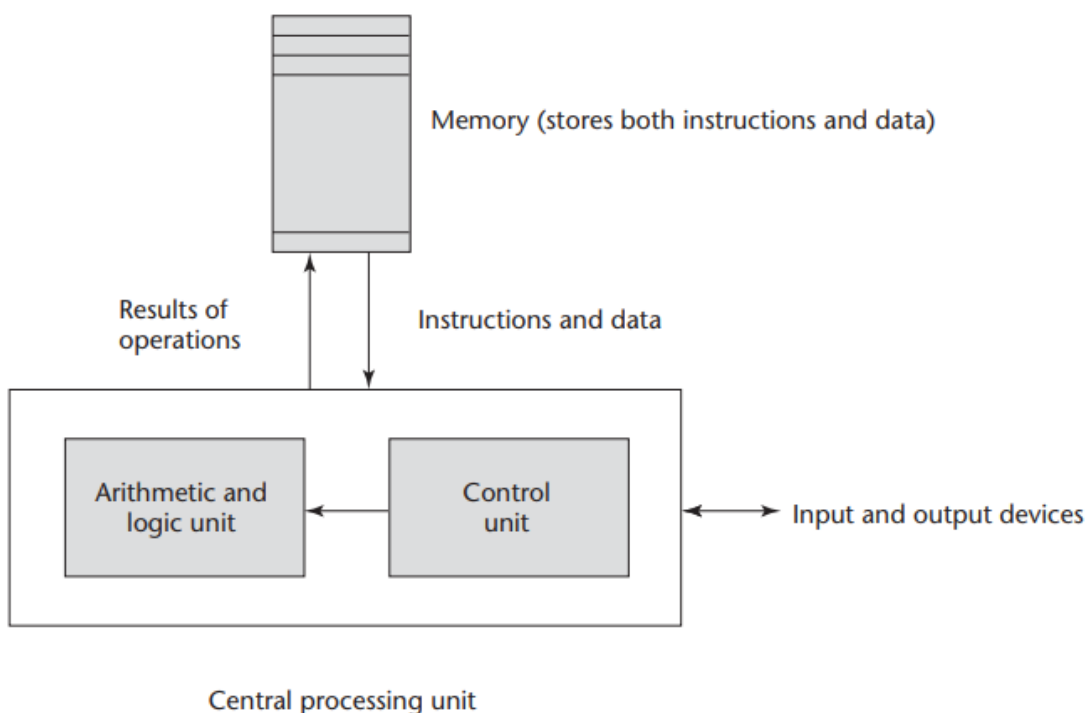 Memory (stores both instructions and data)
Results of
operations
Instructions and data
Arithmetic and
logic unit
Control
unit
Input and output devices
Central processing unit